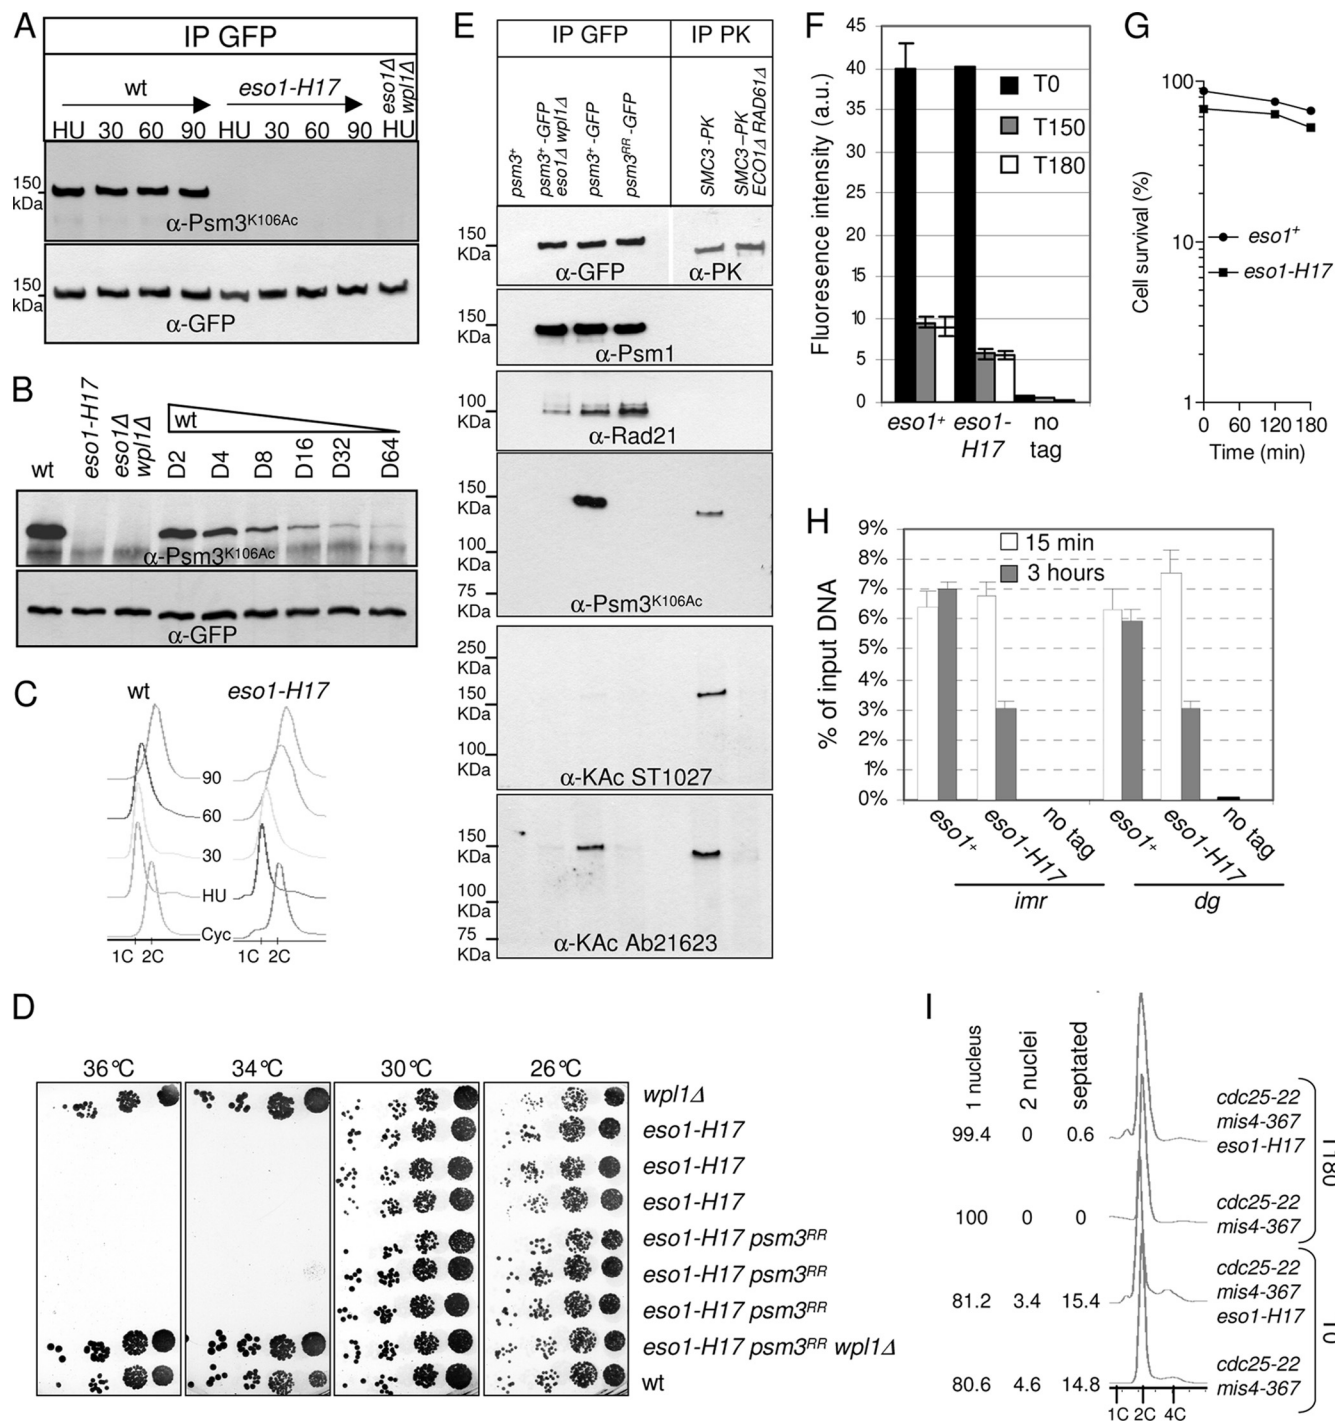 A
IP GFP
wt
eso1-H17
eso1Δ
wpl1Δ
HU 30 60 90 HU 30 60 90 HU
150
kDa
α-Psm3K106Ac
150
kDa
α-GFP
B
wt
eso1-H17
eso1Δ
wpl1Δ
wt
D2 D4 D8 D16 D32 D64
α-Psm3K106Ac
α-GFP
C
wt
eso1-H17
90
60
30
HU
Cyc
1C 2C 1C 2C
D
36°C 34°C 30°C 26°C
wpl1Δ
eso1-H17
eso1-H17
eso1-H17
eso1-H17 psm3RR
eso1-H17 psm3RR
eso1-H17 psm3RR
eso1-H17 psm3RR wpl1Δ
wt
E
IP GFP
IP PK
psm3+
psm3+-GFP
eso1Δ wpl1Δ
psm3+-GFP
psm3RR-GFP
SMC3-PK
SMC3-PK
ECO1Δ RAD61Δ
150
KDa
α-GFP
α-PK
150
KDa
α-Psm1
100
KDa
α-Rad21
150
KDa
100
KDa
75
KDa
α-Psm3K106Ac
250
KDa
150
KDa
100
KDa
α-KAc ST1027
150
KDa
100
KDa
75
KDa
α-KAc Ab21623
F
Fluorescence intensity (a.u.)
45
40
35
30
25
20
15
10
5
0
T0
T150
T180
eso1+
eso1-
H17
no
tag
G
Cell survival (%)
100
10
1
eso1+
eso1-H17
0 60 120 180
Time (min)
H
% of input DNA
9%
8%
7%
6%
5%
4%
3%
2%
1%
0%
15 min
3 hours
eso1+
eso1-H17
no tag
eso1+
eso1-H17
no tag
imr
dg
I
1 nucleus
2 nuclei
septated
99.4 0 0.6
cdc25-22
mis4-367
eso1-H17
100 0 0
cdc25-22
mis4-367
T180
81.2 3.4 15.4
cdc25-22
mis4-367
eso1-H17
80.6 4.6 14.8
cdc25-22
mis4-367
T0
1C 2C 4C